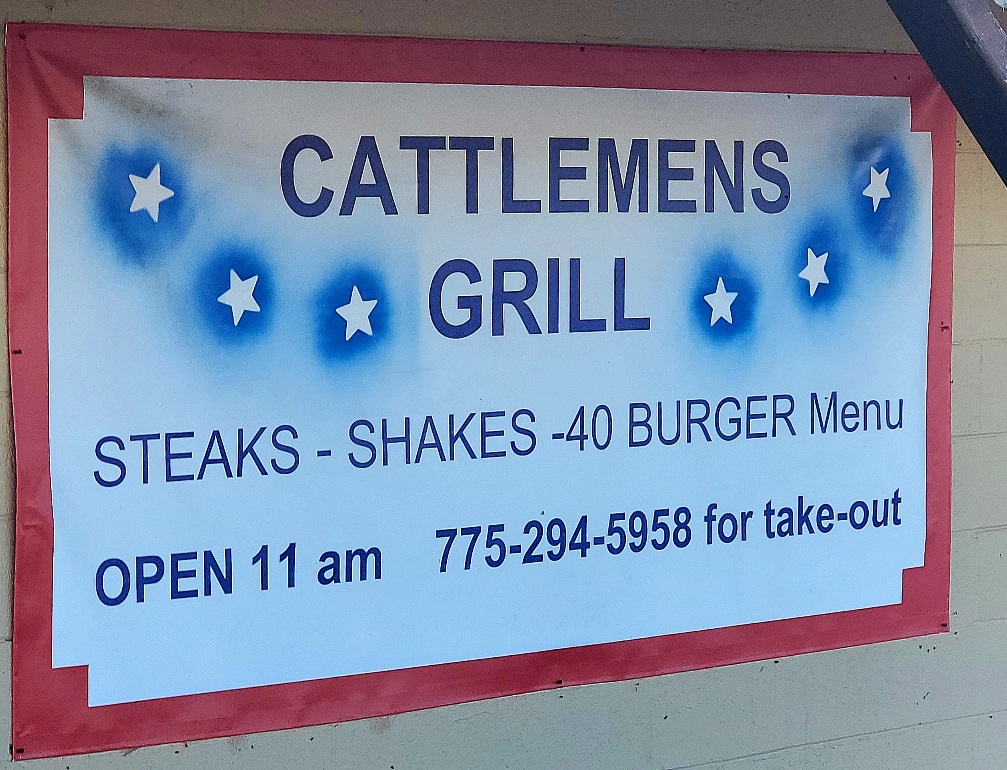 CATTLEMENS
GRILL
STEAKS - SHAKES -40 BURGER Menu
OPEN 11 am 775-294-5958 for take-out